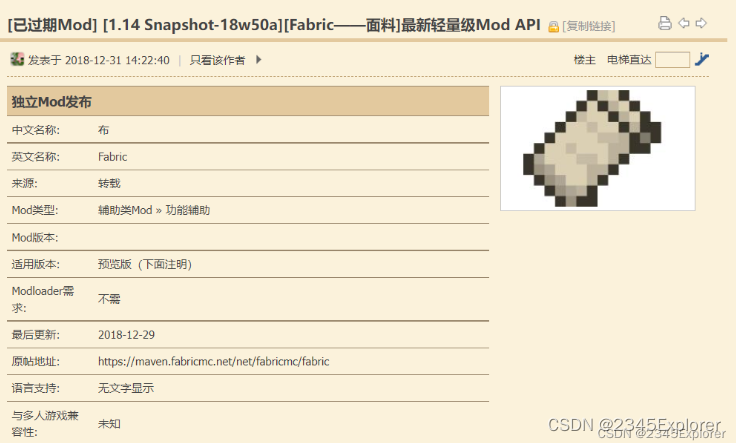 [已过期Mod] [1.14 Snapshot-18w50a][Fabric——面料]最新轻量级Mod API [复制链接]
发表于 2018-12-31 14:22:40 | 只看该作者 楼主 电梯直达
独立Mod发布
中文名称: 布
英文名称: Fabric
来源: 转载
Mod类型: 辅助类Mod » 功能辅助
Mod版本:
适用版本: 预览版（下面注明）
Modloader需
求: 不需
最后更新: 2018-12-29
原帖地址: https://maven.fabricmc.net/net/fabricmc/fabric
语言支持: 无文字显示
与多人游戏兼
容性: 未知
CSDN @2345Explorer
CSDN @2345Explorer